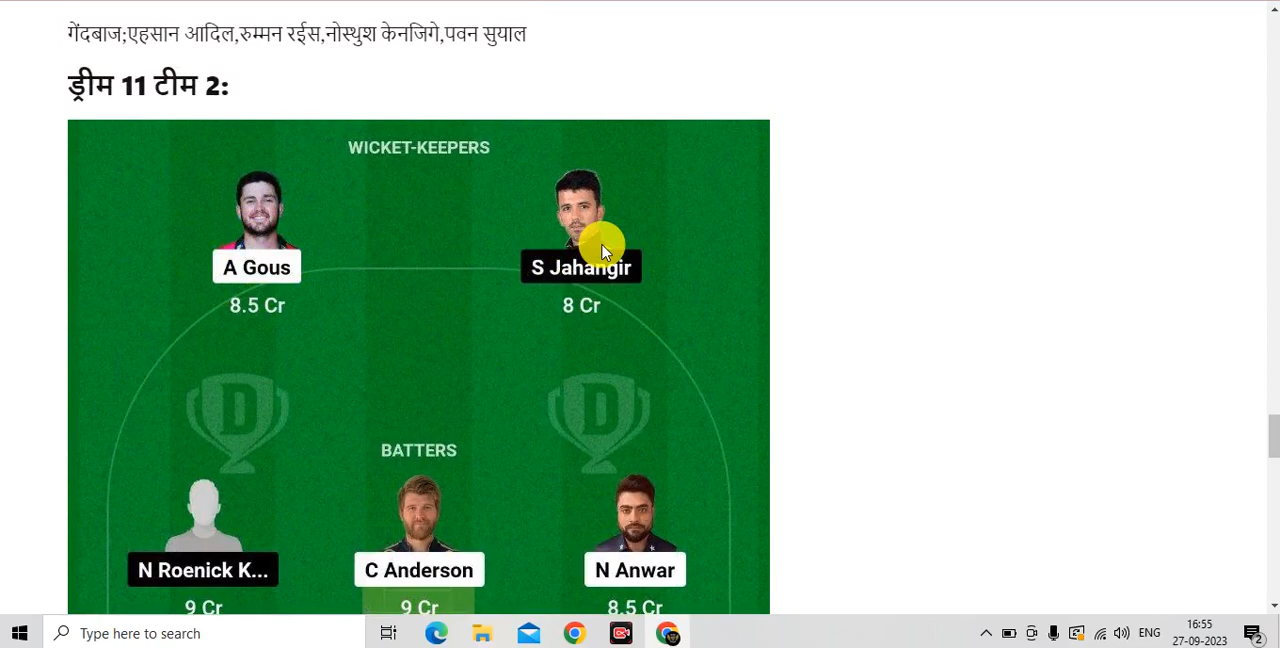 गेंदबाज;एहसान आदिल,रुम्मन रईस,नोस्थुश केनजिगे,पवन सुयाल
ड्रीम 11 टीम 2:
WICKET-KEEPERS
A Gous
S Jahangir
8.5 Cr
8 Cr
D
D
BATTERS
N Roenick K...
C Anderson
N Anwar
9 Cr
9 Cr
8.5 Cr
Type here to search
ENG
16:55
27-09-2023
2